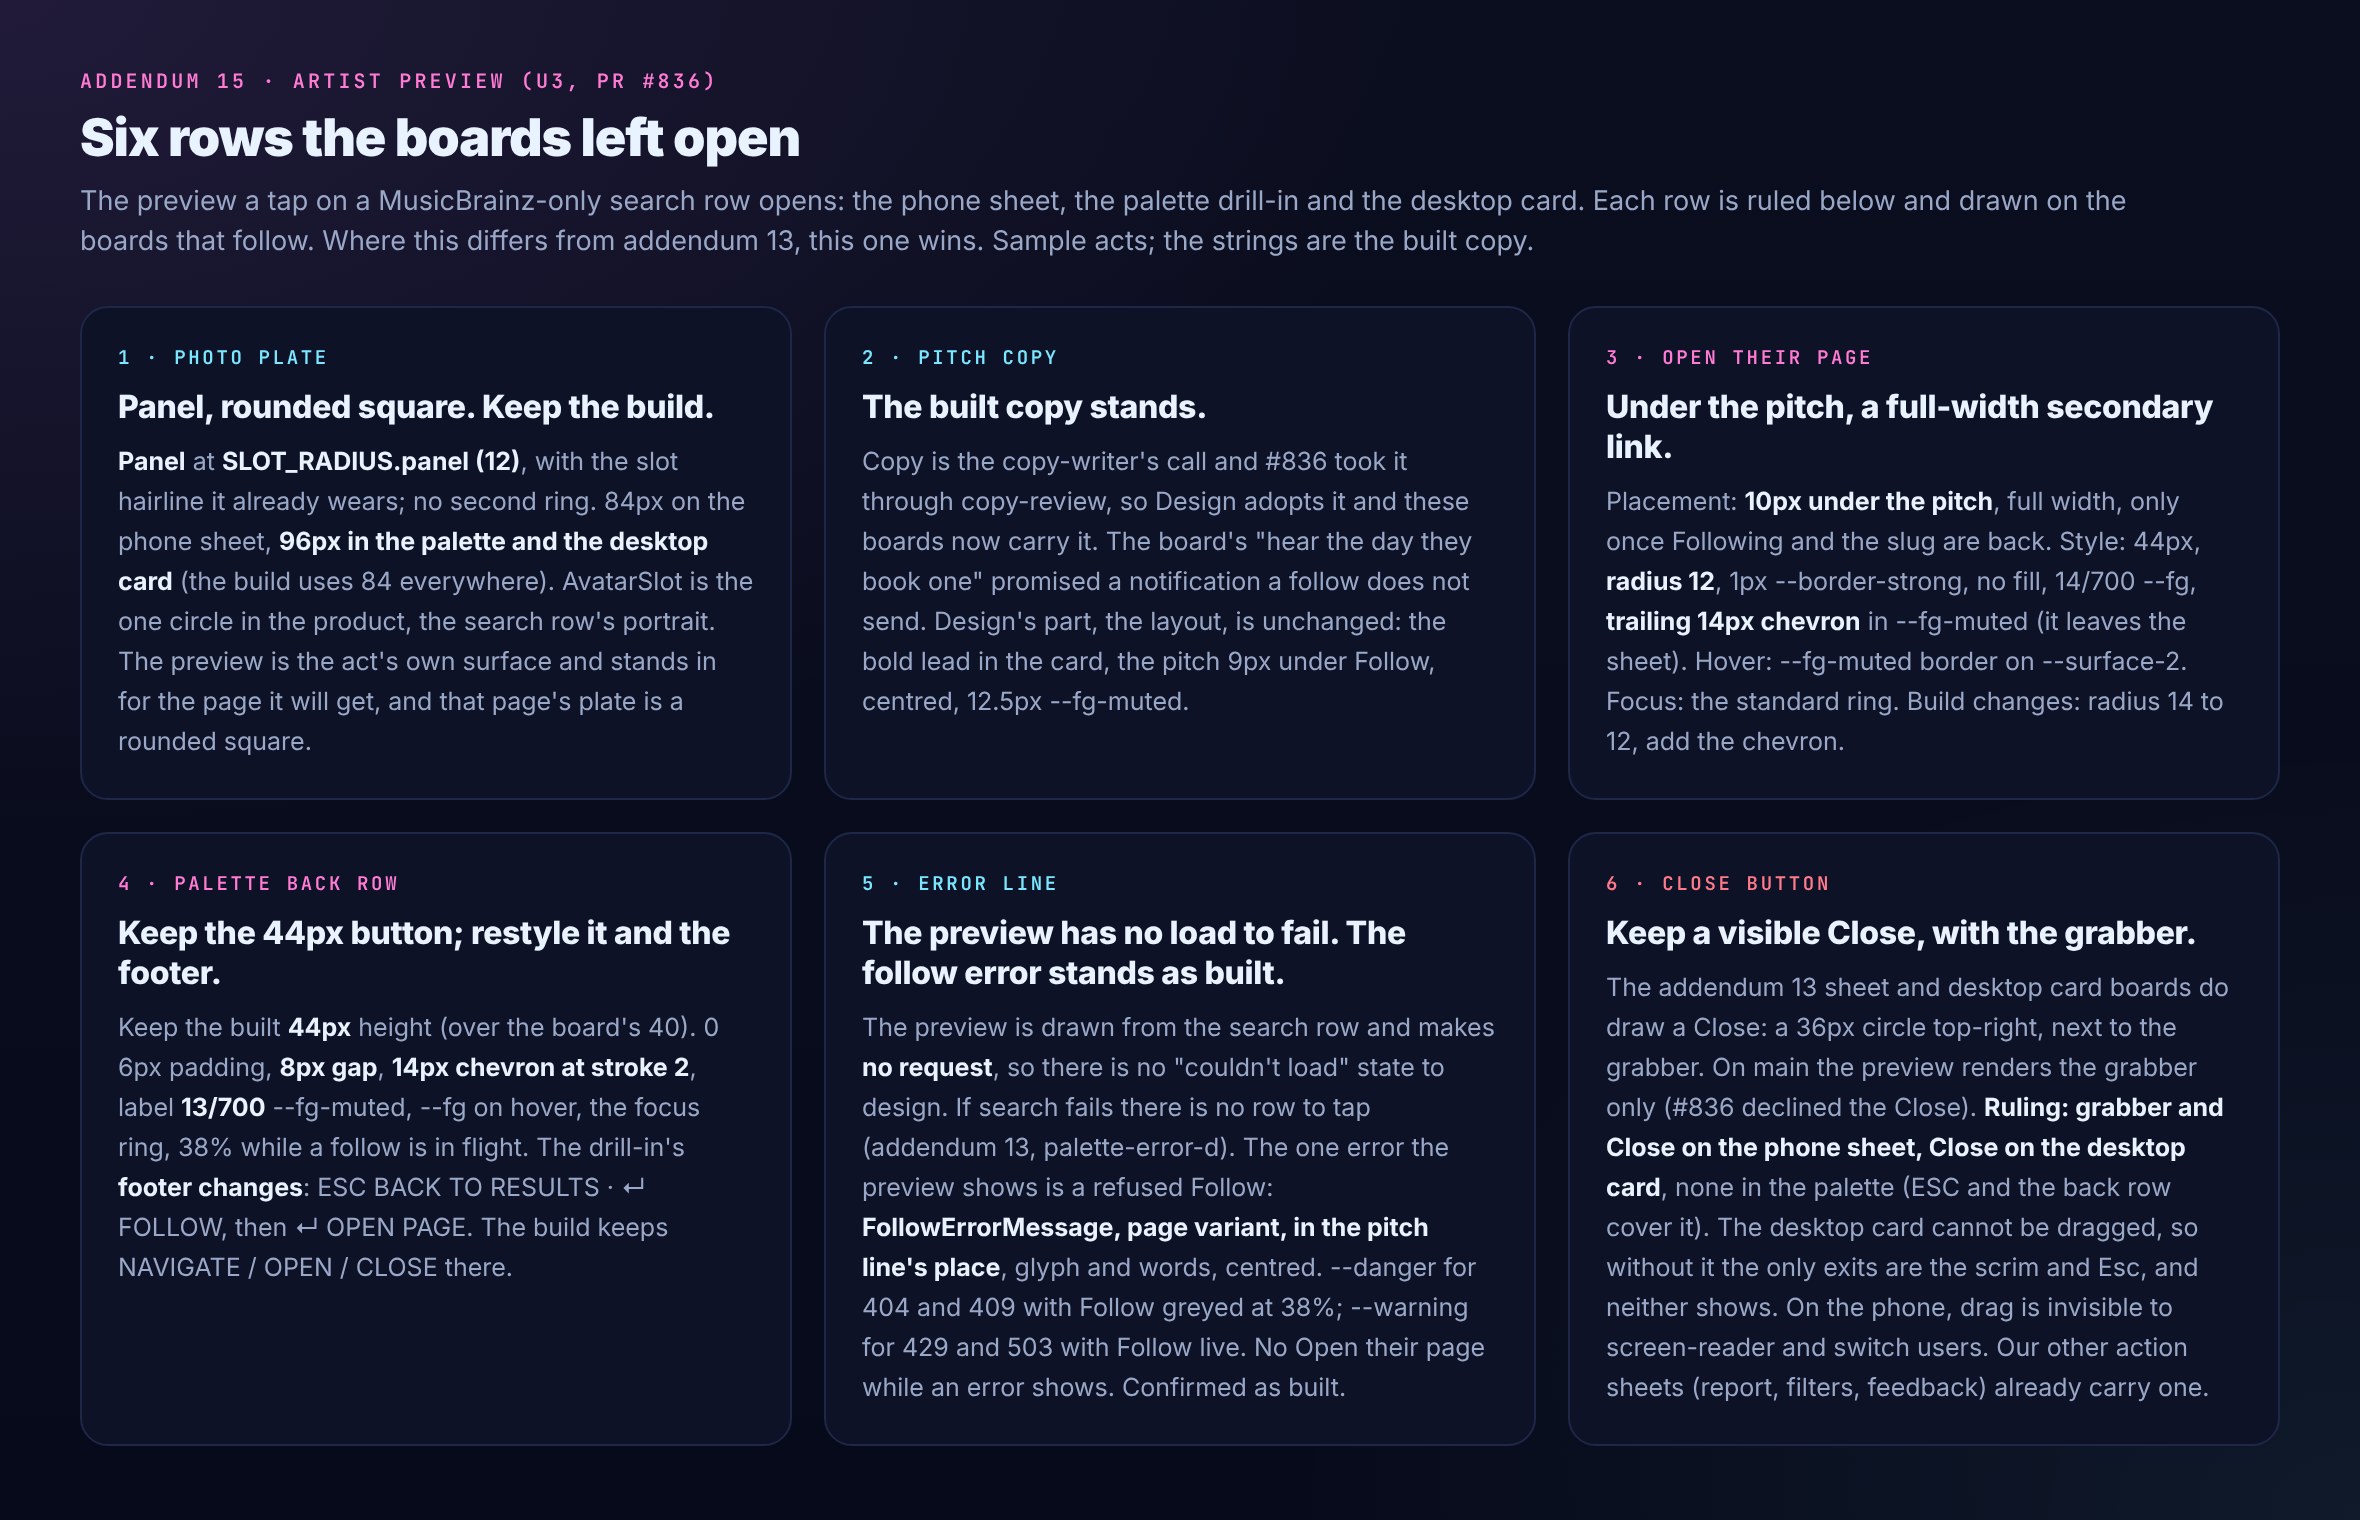 ADDENDUM 15 · ARTIST PREVIEW (U3, PR #836)
Six rows the boards left open
The preview a tap on a MusicBrainz-only search row opens: the phone sheet, the palette drill-in and the desktop card. Each row is ruled below and drawn on the
boards that follow. Where this differs from addendum 13, this one wins. Sample acts; the strings are the built copy.
1 · PHOTO PLATE
Panel, rounded square. Keep the build.
Panel at SLOT_RADIUS.panel (12), with the slot
hairline it already wears; no second ring. 84px on the
phone sheet, 96px in the palette and the desktop
card (the build uses 84 everywhere). AvatarSlot is the
one circle in the product, the search row's portrait.
The preview is the act's own surface and stands in
for the page it will get, and that page's plate is a
rounded square.
2 · PITCH COPY
The built copy stands.
Copy is the copy-writer's call and #836 took it
through copy-review, so Design adopts it and these
boards now carry it. The board's "hear the day they
book one" promised a notification a follow does not
send. Design's part, the layout, is unchanged: the
bold lead in the card, the pitch 9px under Follow,
centred, 12.5px --fg-muted.
3 · OPEN THEIR PAGE
Under the pitch, a full-width secondary
link.
Placement: 10px under the pitch, full width, only
once Following and the slug are back. Style: 44px,
radius 12, 1px --border-strong, no fill, 14/700 --fg,
trailing 14px chevron in --fg-muted (it leaves the
sheet). Hover: --fg-muted border on --surface-2.
Focus: the standard ring. Build changes: radius 14 to
12, add the chevron.
4 · PALETTE BACK ROW
Keep the 44px button; restyle it and the
footer.
Keep the built 44px height (over the board's 40). 0
6px padding, 8px gap, 14px chevron at stroke 2,
label 13/700 --fg-muted, --fg on hover, the focus
ring, 38% while a follow is in flight. The drill-in's
footer changes: ESC BACK TO RESULTS · ↵
FOLLOW, then ↵ OPEN PAGE. The build keeps
NAVIGATE / OPEN / CLOSE there.
5 · ERROR LINE
The preview has no load to fail. The
follow error stands as built.
The preview is drawn from the search row and makes
no request, so there is no "couldn't load" state to
design. If search fails there is no row to tap
(addendum 13, palette-error-d). The one error the
preview shows is a refused Follow:
FollowErrorMessage, page variant, in the pitch
line's place, glyph and words, centred. --danger for
404 and 409 with Follow greyed at 38%; --warning
for 429 and 503 with Follow live. No Open their page
while an error shows. Confirmed as built.
6 · CLOSE BUTTON
Keep a visible Close, with the grabber.
The addendum 13 sheet and desktop card boards do
draw a Close: a 36px circle top-right, next to the
grabber. On main the preview renders the grabber
only (#836 declined the Close). Ruling: grabber and
Close on the phone sheet, Close on the desktop
card, none in the palette (ESC and the back row
cover it). The desktop card cannot be dragged, so
without it the only exits are the scrim and Esc, and
neither shows. On the phone, drag is invisible to
screen-reader and switch users. Our other action
sheets (report, filters, feedback) already carry one.